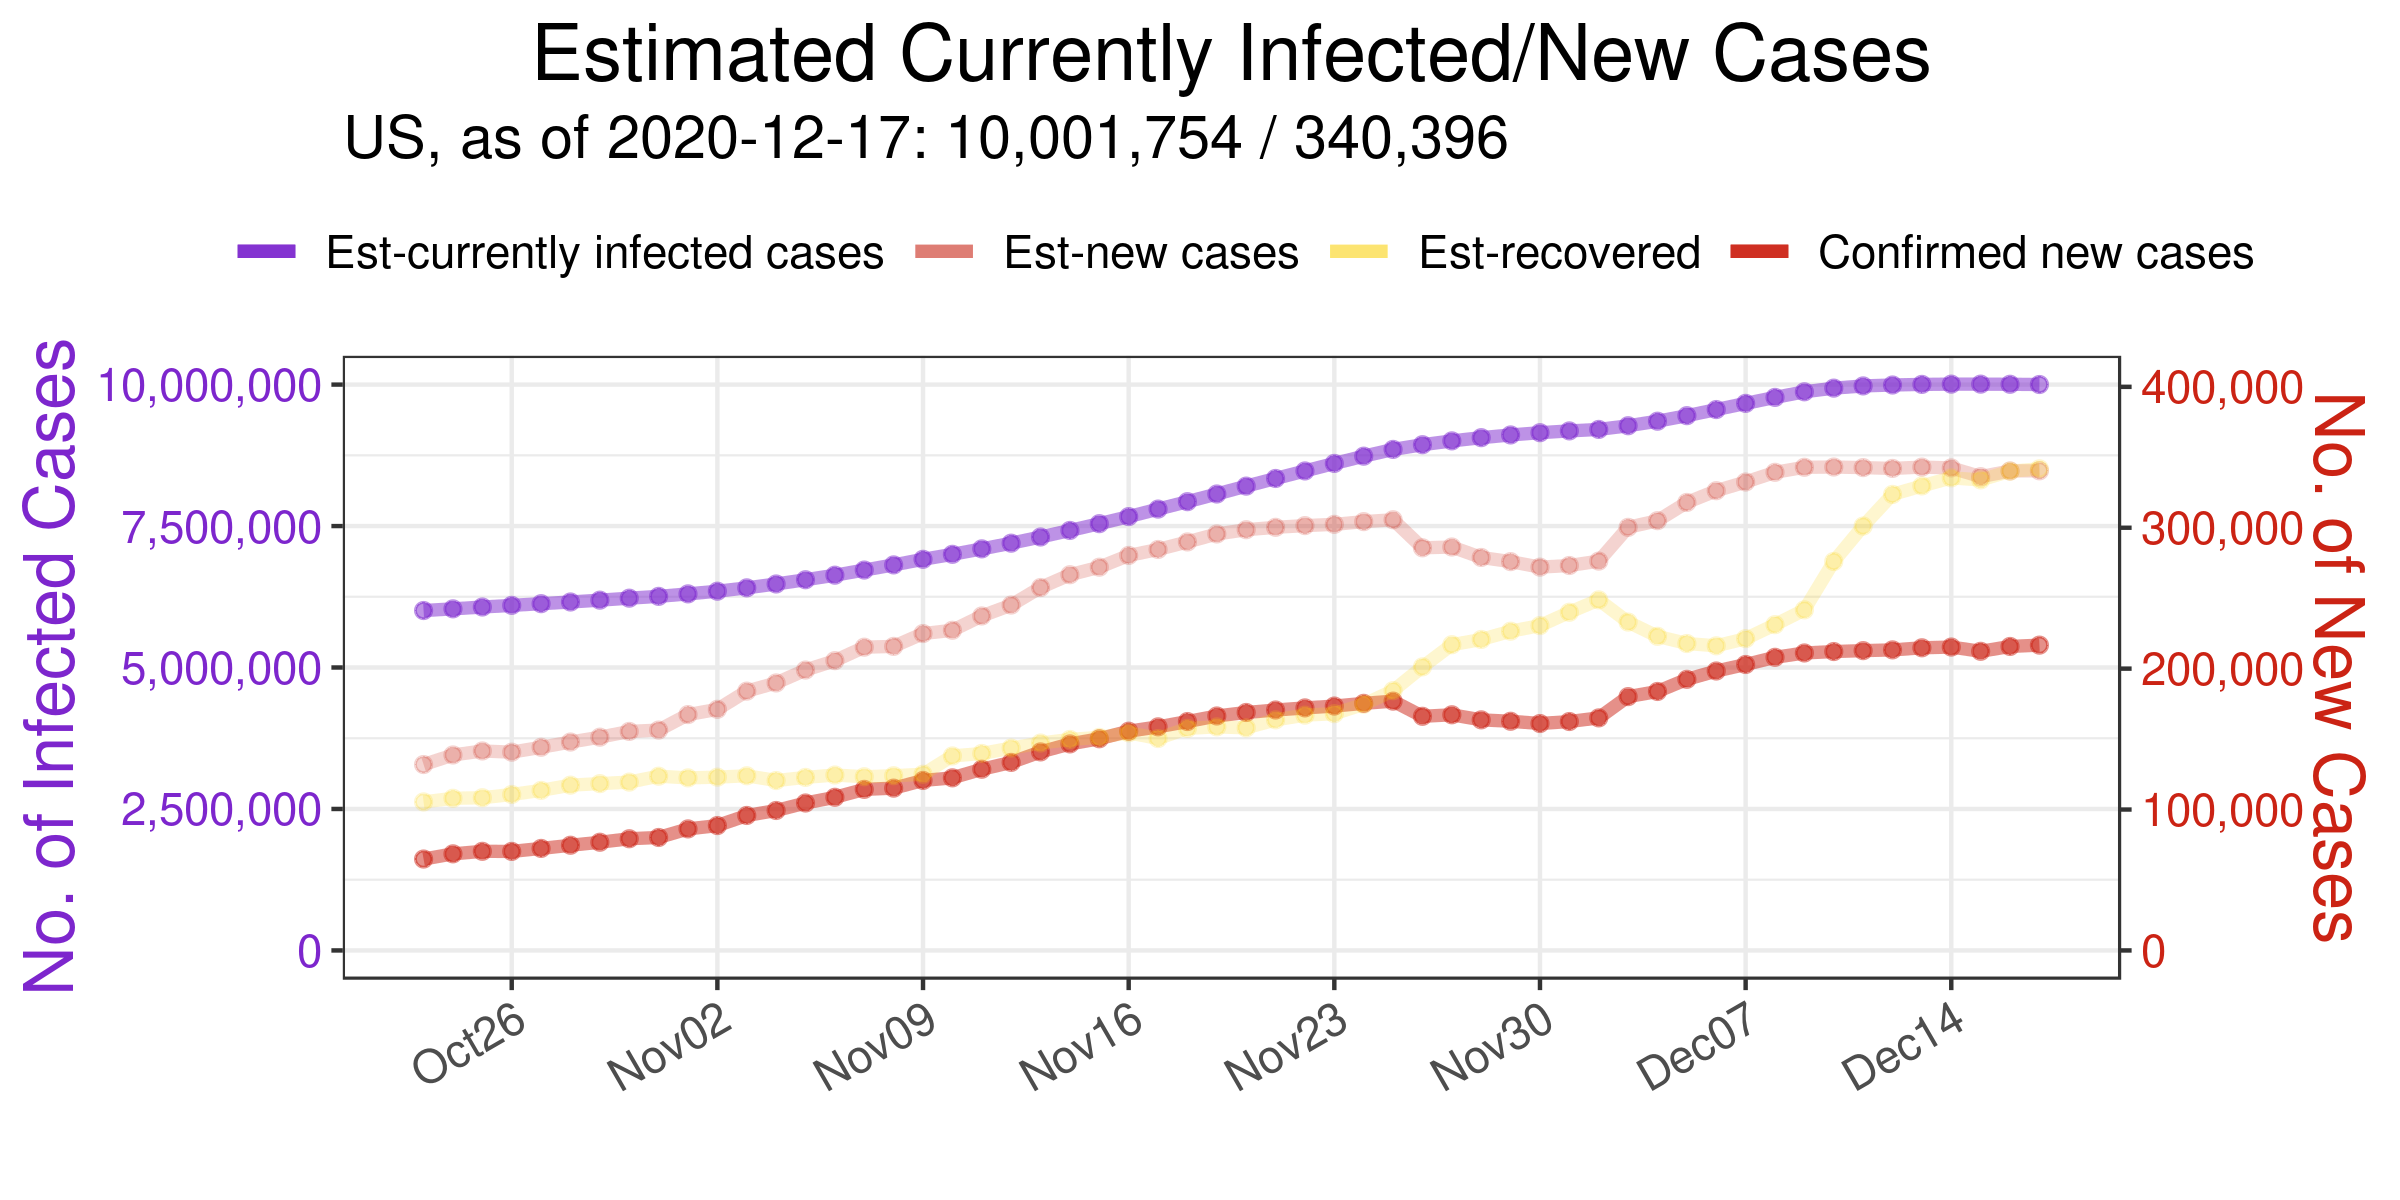 Estimated Currently Infected/New Cases
US, as of 2020-12-17: 10,001,754 / 340,396
Est-currently infected cases Est-new cases Est-recovered Confirmed new cases
No. of Infected Cases
10,000,000
7,500,000
5,000,000
2,500,000
0
400,000
300,000
200,000
100,000
0
No. of New Cases
Oct26 Nov02 Nov09 Nov16 Nov23 Nov30 Dec07 Dec14